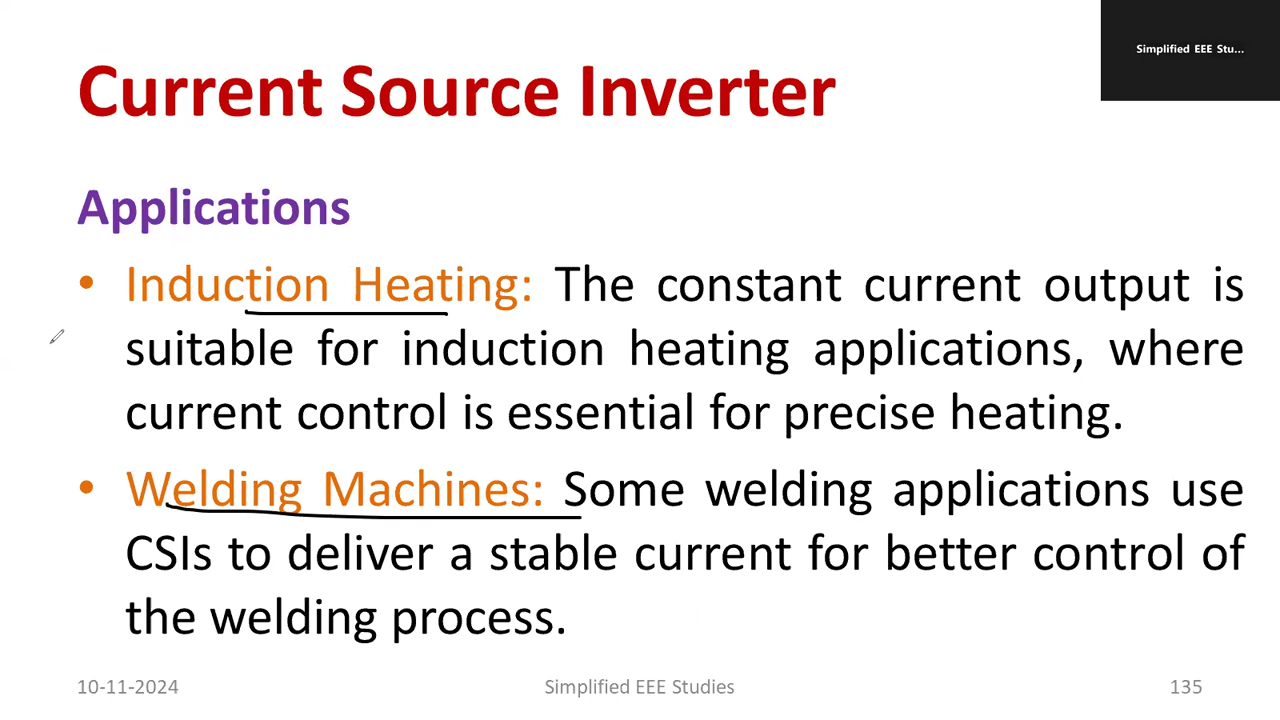 Simplified EEE Stu...
Current Source Inverter
Applications
• Induction Heating: The constant current output is
suitable for induction heating applications, where
current control is essential for precise heating.
• Welding Machines: Some welding applications use
CSIs to deliver a stable current for better control of
the welding process.
10-11-2024
Simplified EEE Studies
135